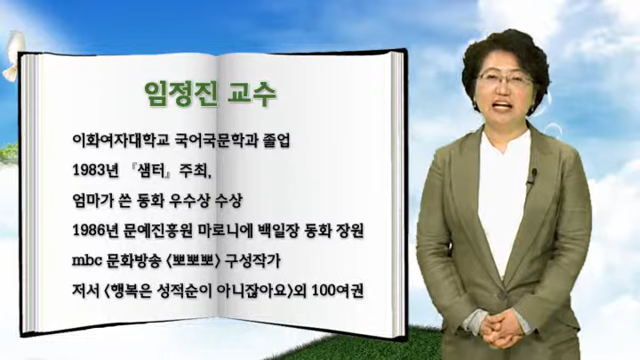 임정진 교수
이화여자대학교 국어국문학과 졸업
1983년 『샘터』주최,
엄마가 쓴 동화 우수상 수상
1986년 문예진흥원 마로니에 백일장 동화 장원
mbc 문화방송 〈뽀뽀뽀〉 구성작가
저서 〈행복은 성적순이 아니잖아요〉외 100여권